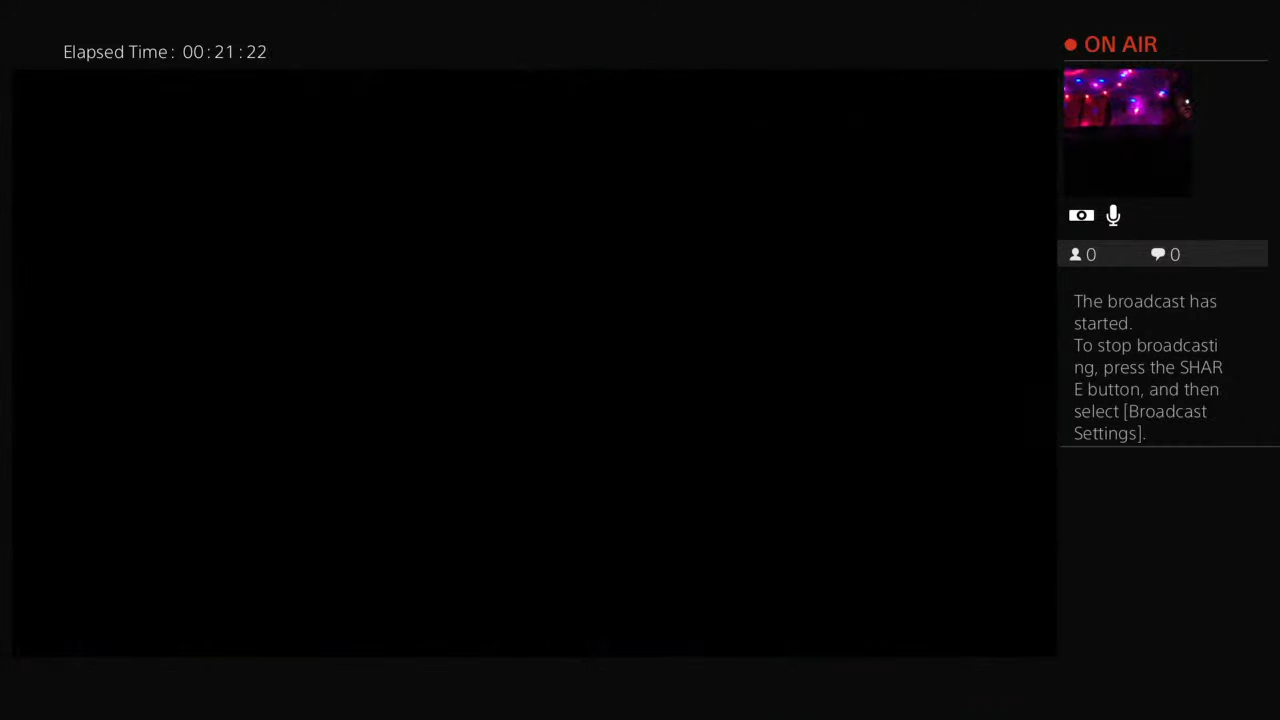 Elapsed Time: 00:21:22
ON AIR
0
0
The broadcast has
started.
To stop broadcasti
ng, press the SHAR
E button, and then
select [Broadcast
Settings].